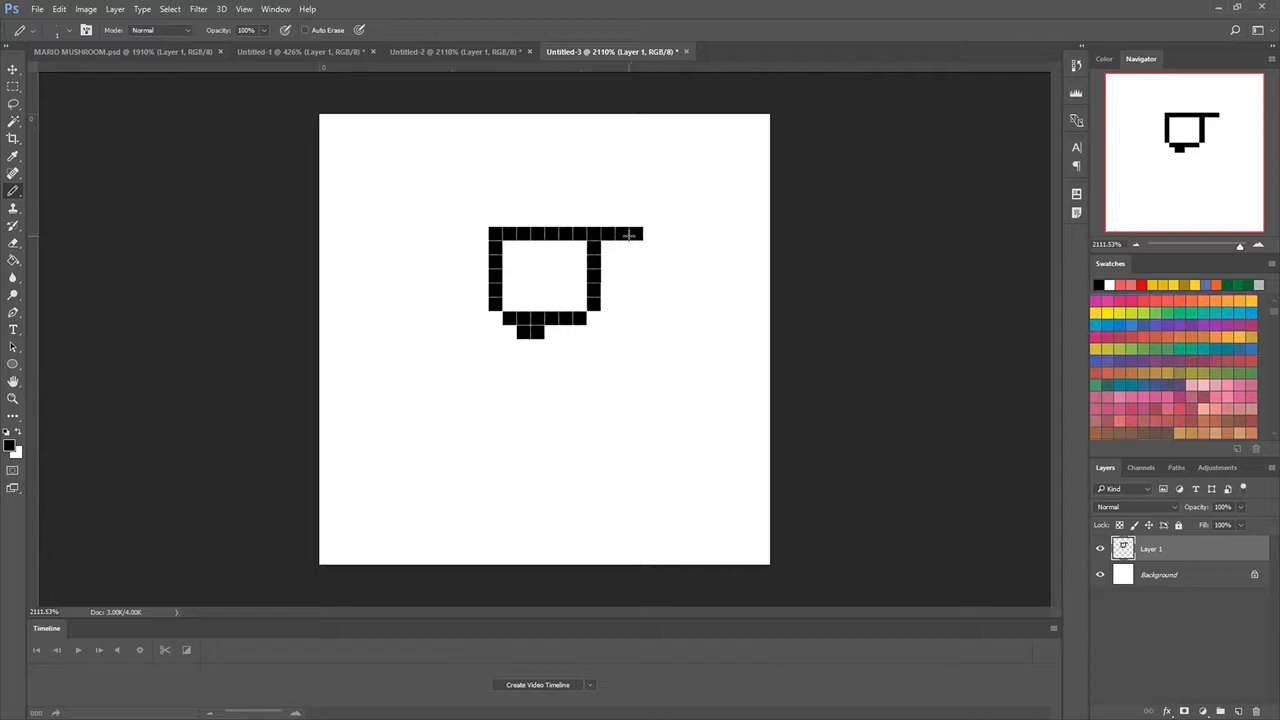 Ps File Edit Image Layer Type Select Filter 3D View Window Help
1 Mode: Normal Opacity: 100% Auto Erase
MARIO MUSHROOM.psd @ 1910% (Layer 1, RGB/8) × Untitled-1 @ 426% (Layer 1, RGB/8) * × Untitled-2 @ 2110% (Layer 1, RGB/8) * × Untitled-3 @ 2110% (Layer 1, RGB/8) * ×
Color Navigator
0
0
2111.53%
Swatches
Layers Channels Paths Adjustments
Kind
Normal Opacity: 100%
Lock: Fill: 100%
Layer 1
Background
2111.53% Doc: 3.00K/4.00K
Timeline
Create Video Timeline